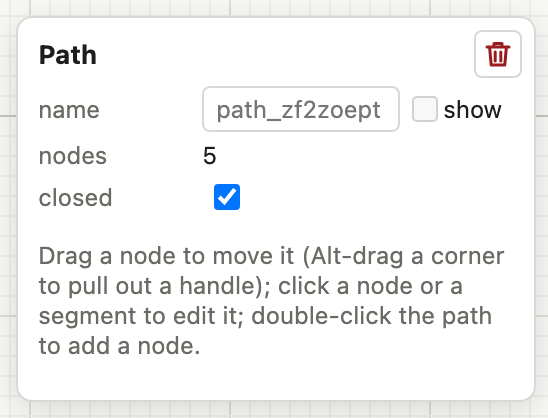 Path
name path_zf2zoept show
nodes 5
closed
Drag a node to move it (Alt-drag a corner
to pull out a handle); click a node or a
segment to edit it; double-click the path
to add a node.